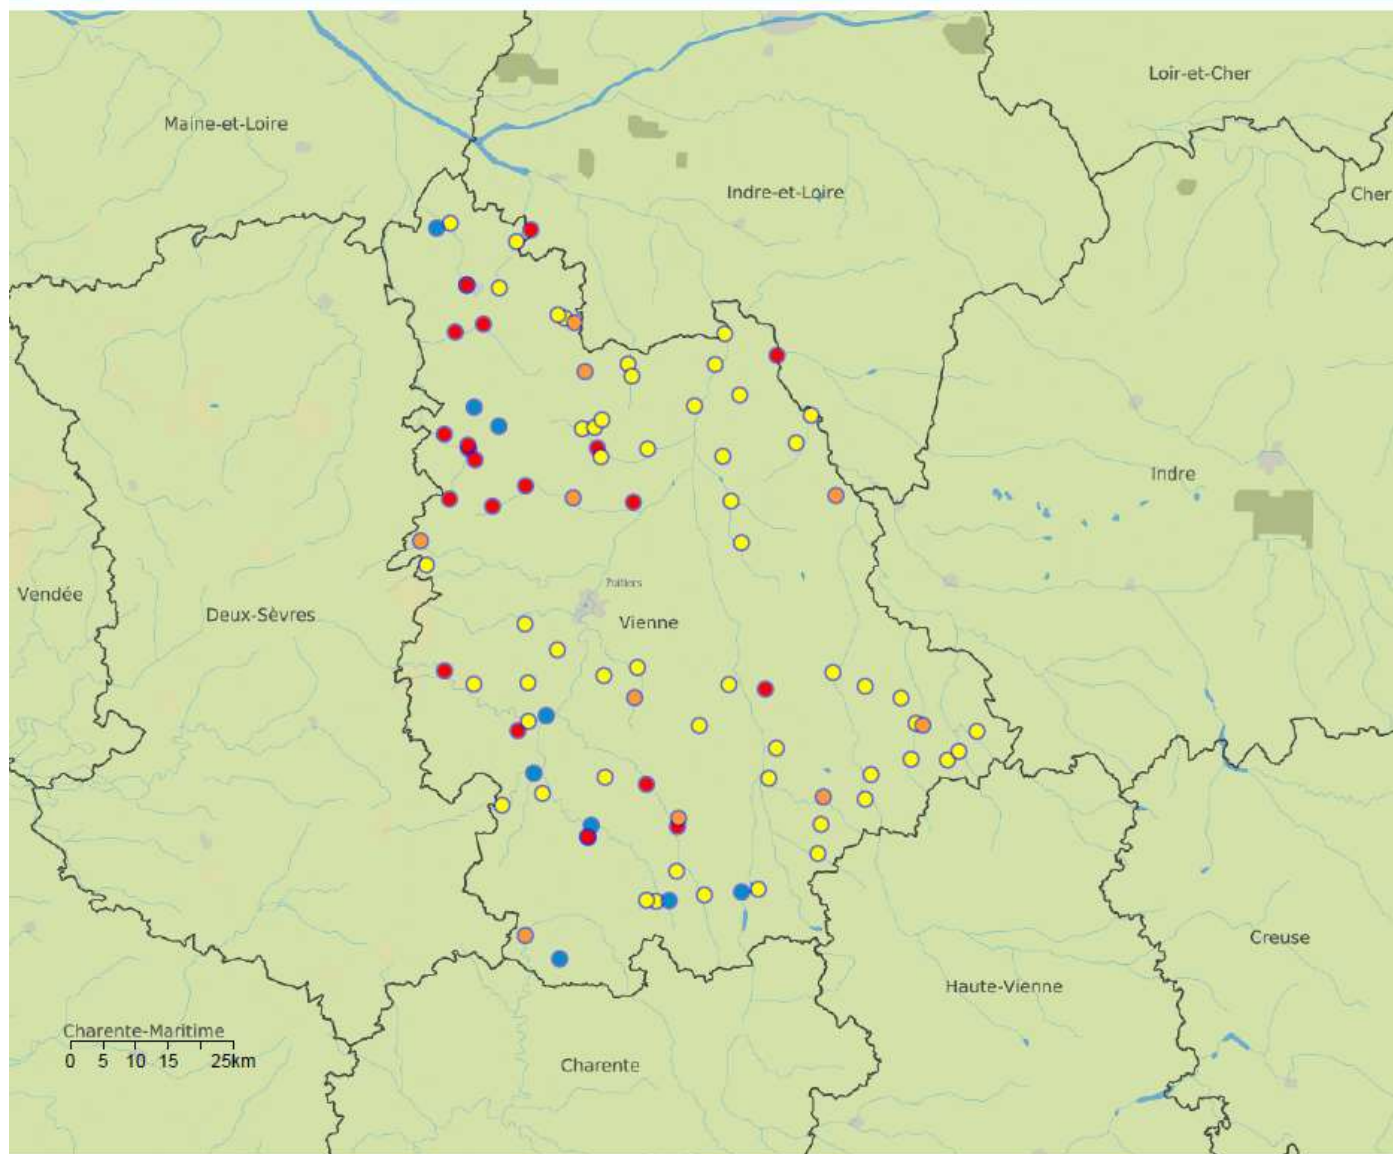 Loir-et-Cher
Maine-et-Loire
Indre-et-Loire
Cher
Indre
Poitiers
Vendée
Deux-Sèvres
Vienne
Creuse
Haute-Vienne
Charente-Maritime
0 5 10 15 25km
Charente